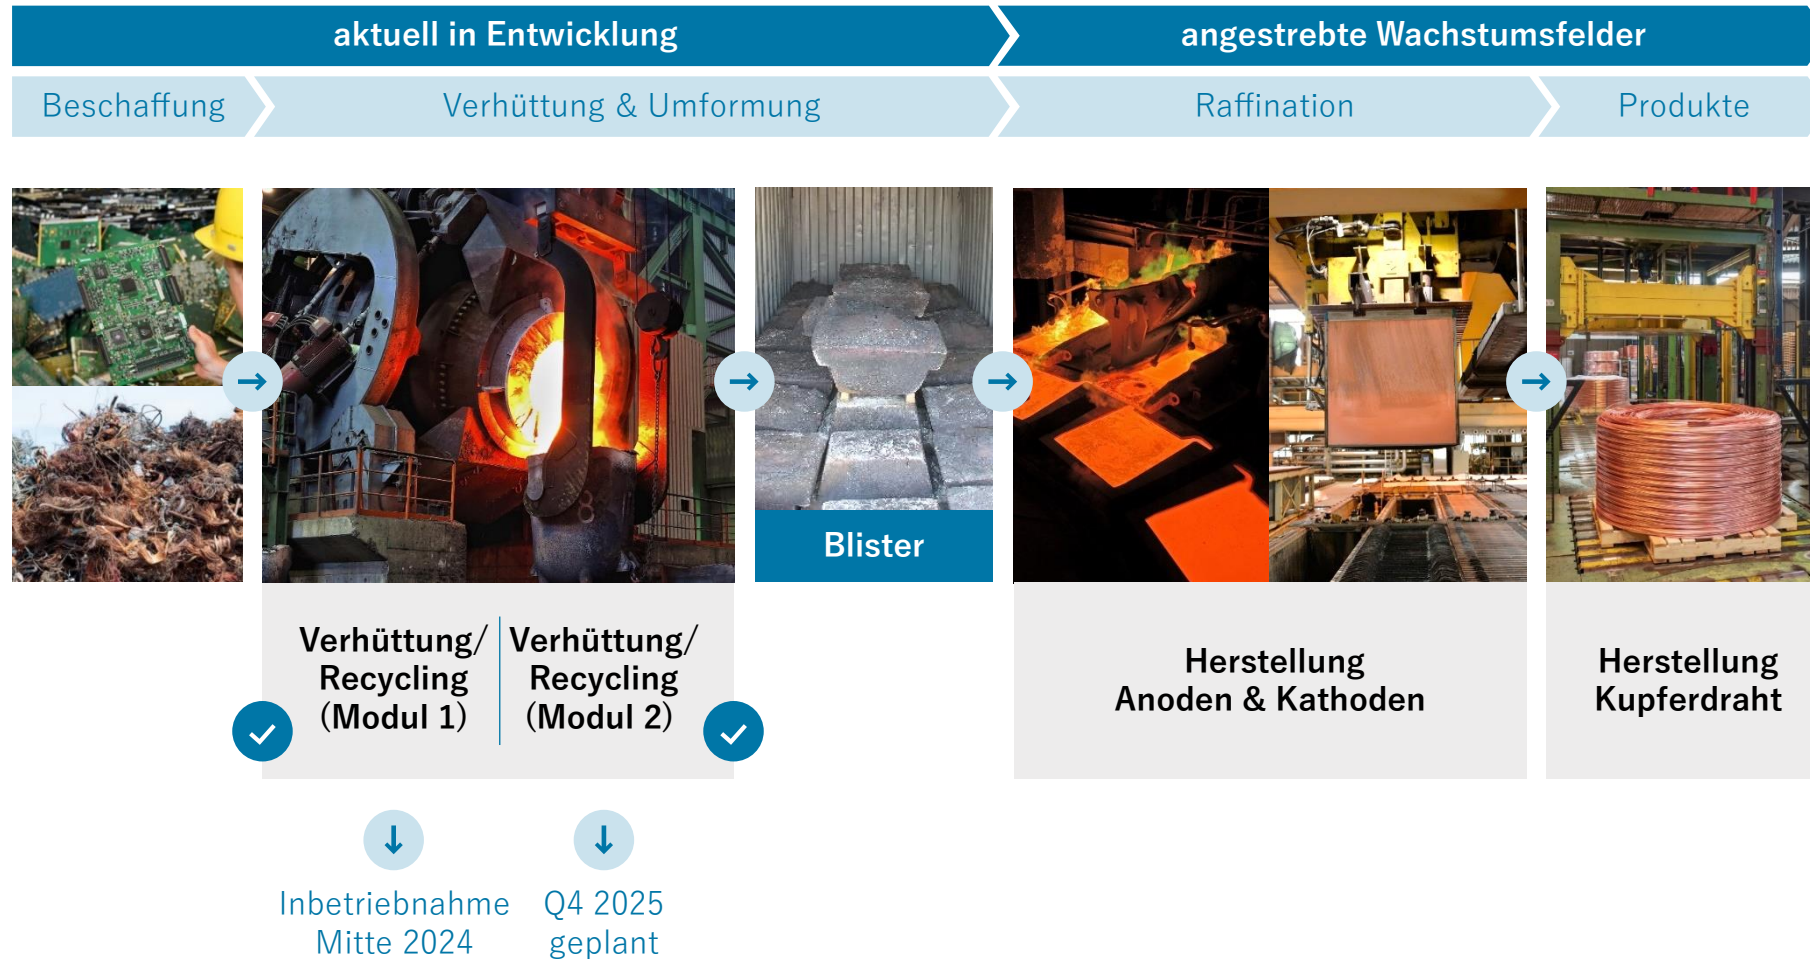 aktuell in Entwicklung
angestrebte Wachstumsfelder
Beschaffung
Verhüttung & Umformung
Raffination
Produkte
Blister
Verhüttung/
Recycling
(Modul 1)
Verhüttung/
Recycling
(Modul 2)
Herstellung
Anoden & Kathoden
Herstellung
Kupferdraht
Inbetriebnahme
Mitte 2024
Q4 2025
geplant